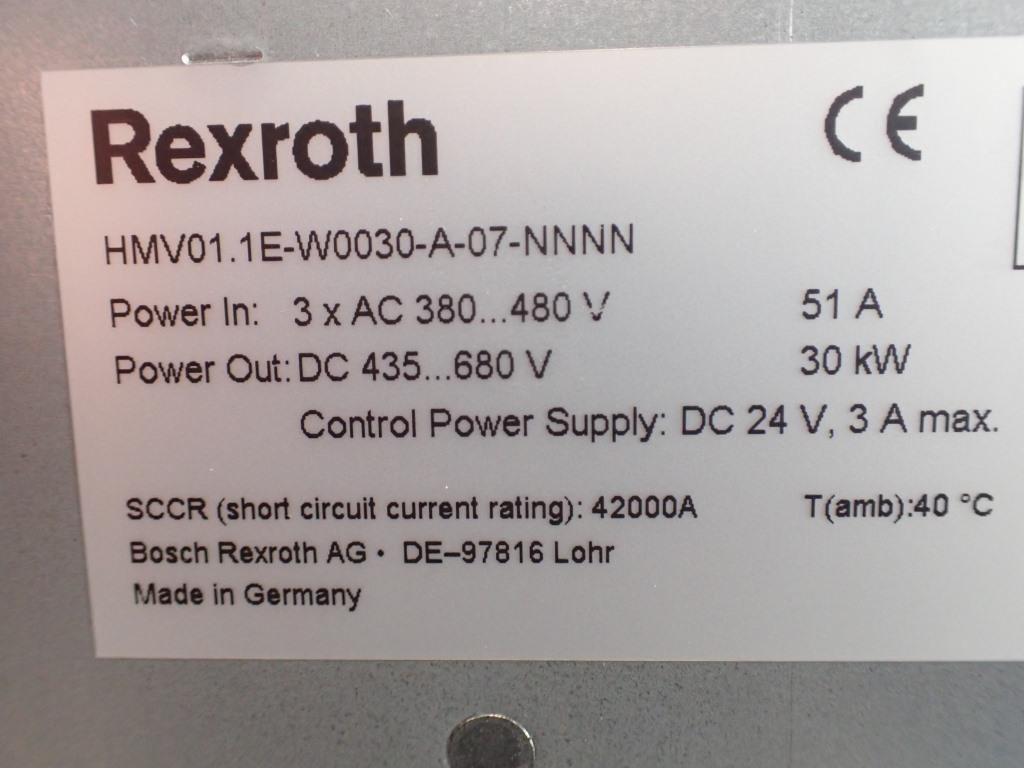 Rexroth CE
HMV01.1E-W0030-A-07-NNNN
Power In: 3 x AC 380...480 V 51 A
Power Out: DC 435...680 V 30 kW
Control Power Supply: DC 24 V, 3 A max.
SCCR (short circuit current rating): 42000A T(amb):40 °C
Bosch Rexroth AG • DE–97816 Lohr
Made in Germany